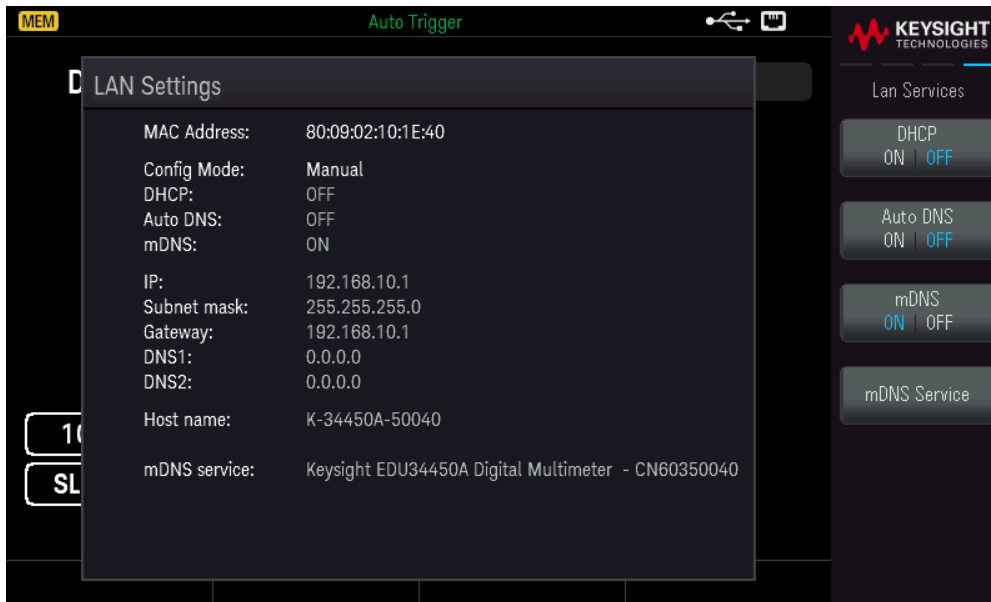 MEM
Auto Trigger
KEYSIGHT
TECHNOLOGIES
D
LAN Settings
MAC Address: 80:09:02:10:1E:40
Config Mode: Manual
DHCP: OFF
Auto DNS: OFF
mDNS: ON
IP: 192.168.10.1
Subnet mask: 255.255.255.0
Gateway: 192.168.10.1
DNS1: 0.0.0.0
DNS2: 0.0.0.0
Host name: K-34450A-50040
mDNS service: Keysight EDU34450A Digital Multimeter - CN60350040
10
SL
Lan Services
DHCP
ON | OFF
Auto DNS
ON | OFF
mDNS
ON | OFF
mDNS Service